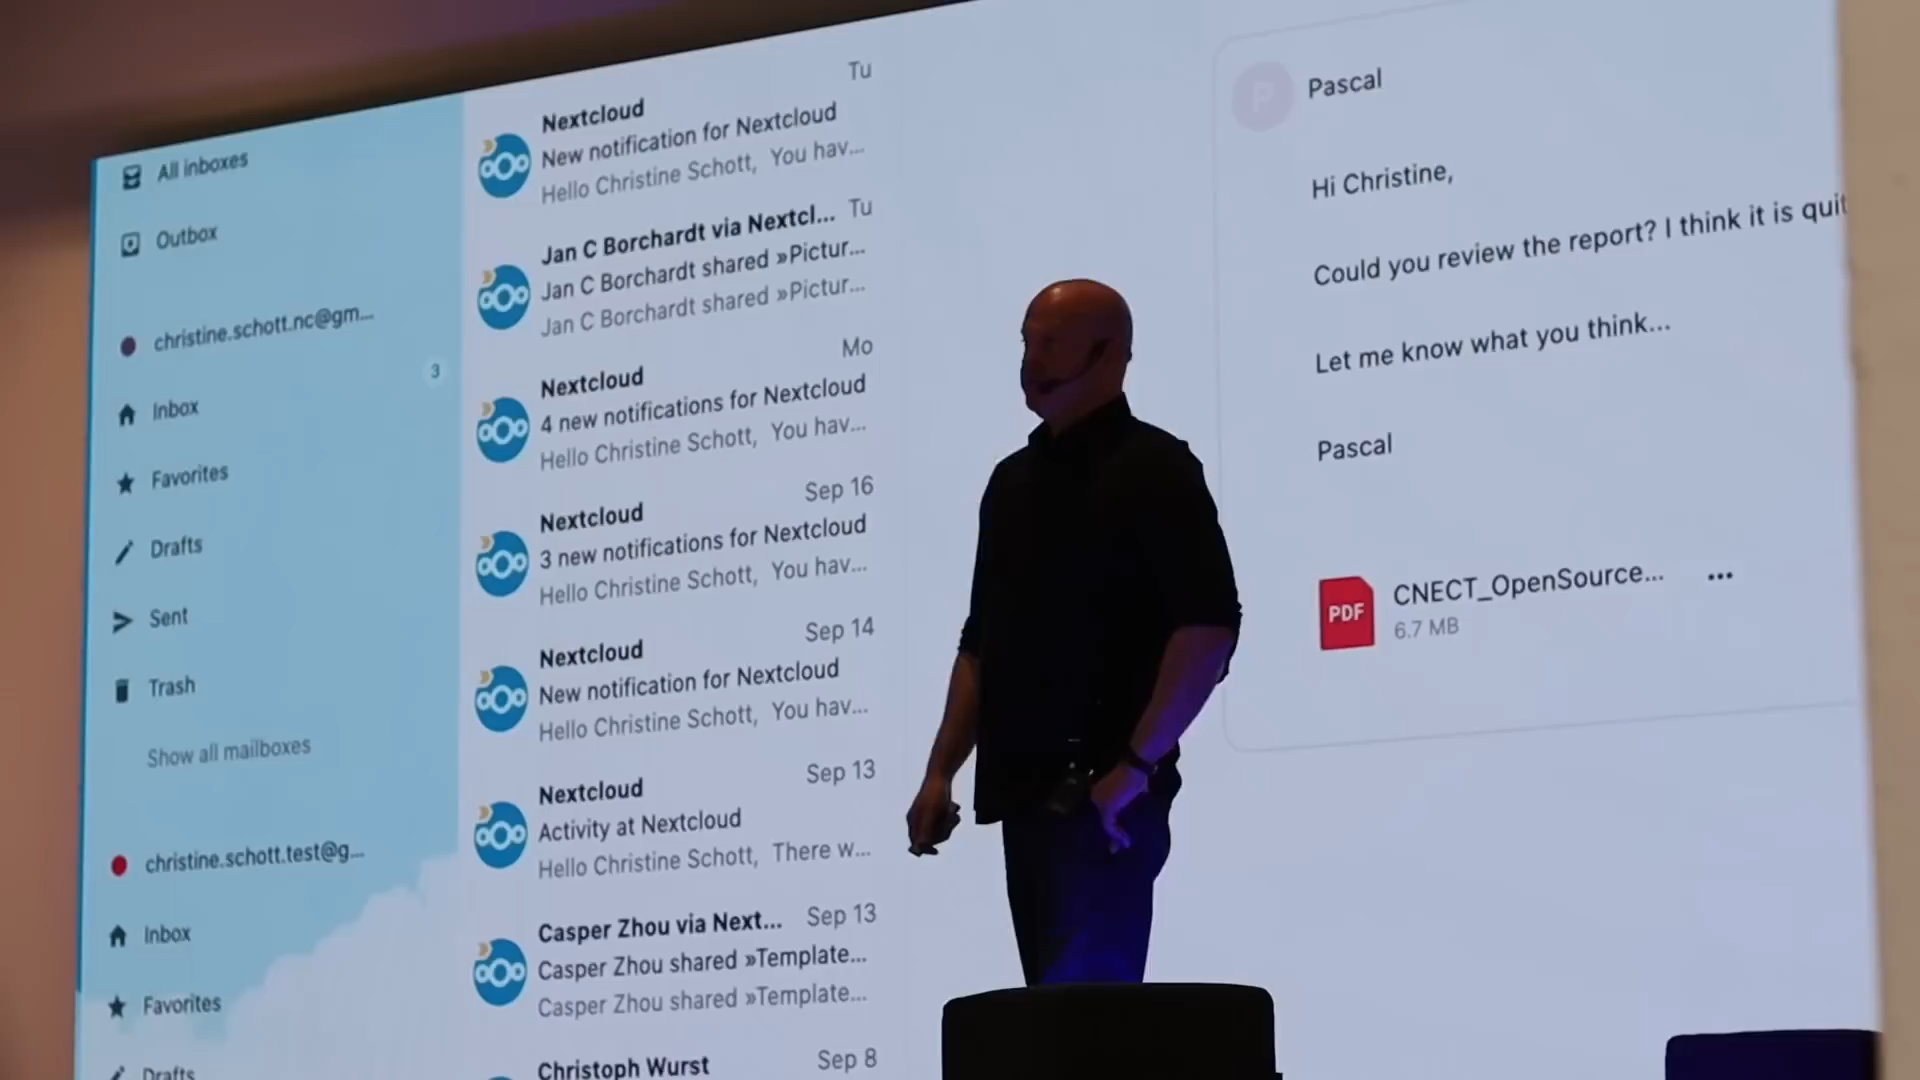 All inboxes
Outbox
christine.schott.nc@gm...
3
Inbox
Favorites
Drafts
Sent
Trash
Show all mailboxes
christine.schott.test@g...
Inbox
Favorites
Drafts
Tu
Nextcloud
New notification for Nextcloud
Hello Christine Schott, You hav...
Jan C Borchardt via Nextcl... Tu
Jan C Borchardt shared »Pictur...
Jan C Borchardt shared »Pictur...
Mo
Nextcloud
4 new notifications for Nextcloud
Hello Christine Schott, You hav...
Sep 16
Nextcloud
3 new notifications for Nextcloud
Hello Christine Schott, You hav...
Sep 14
Nextcloud
New notification for Nextcloud
Hello Christine Schott, You hav...
Sep 13
Nextcloud
Activity at Nextcloud
Hello Christine Schott, There w...
Casper Zhou via Next... Sep 13
Casper Zhou shared »Template...
Casper Zhou shared »Template...
Christoph Wurst Sep 8
P Pascal
Hi Christine,
Could you review the report? I think it is quit
Let me know what you think...
Pascal
PDF CNECT_OpenSource... ...
6.7 MB